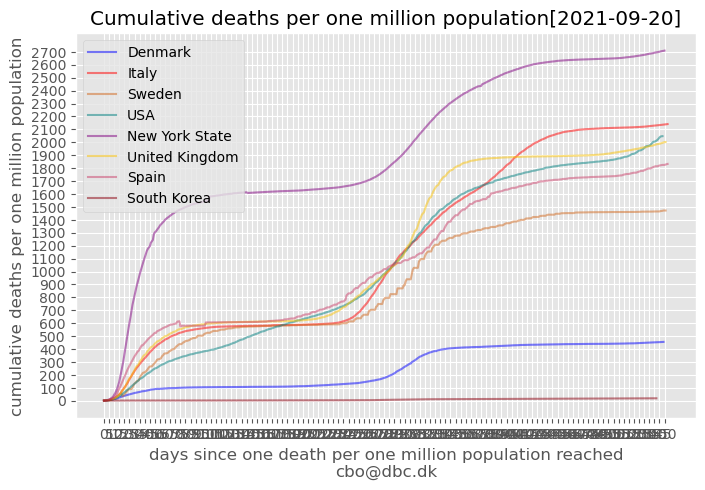 Cumulative deaths per one million population[2021-09-20]
cumulative deaths per one million population
2700
2600
2500
2400
2300
2200
2100
2000
1900
1800
1700
1600
1500
1400
1300
1200
1100
1000
900
800
700
600
500
400
300
200
100
0
Denmark
Italy
Sweden
USA
New York State
United Kingdom
Spain
South Korea
days since one death per one million population reached
cbo@dbc.dk